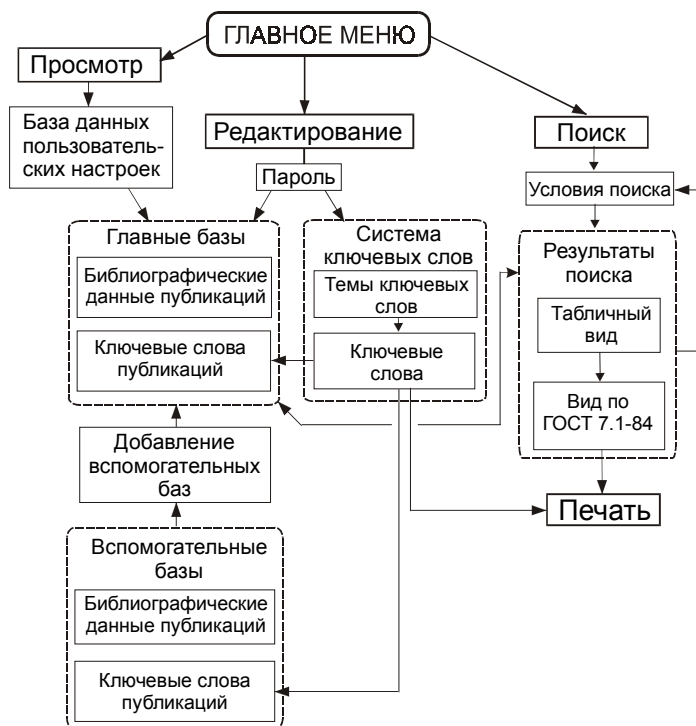 ГЛАВНОЕ МЕНЮ
Просмотр
Редактирование
Поиск
База данных
пользователь-
ских настроек
Пароль
Условия поиска
Главные базы
Библиографические
данные публикаций
Ключевые слова
публикаций
Система
ключевых слов
Темы ключевых
слов
Ключевые
слова
Результаты
поиска
Табличный
вид
Вид по
ГОСТ 7.1-84
Добавление
вспомогательных
баз
Печать
Вспомогательные
базы
Библиографические
данные публикаций
Ключевые слова
публикаций